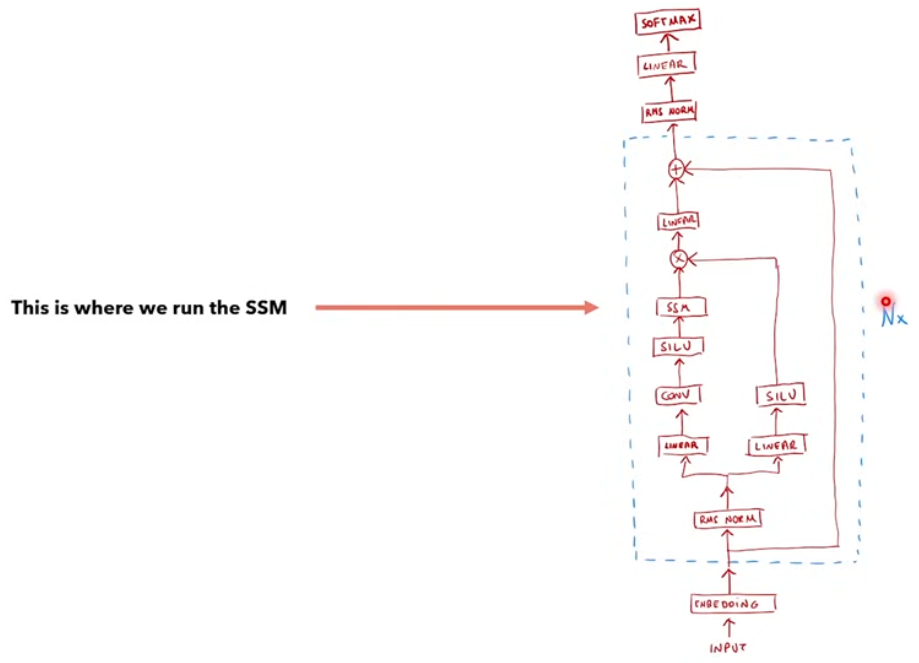 SOFTMAX
LINEAR
RMS NORM
+
LINEAR
×
This is where we run the SSM
SSM
Nx
SILU
CONV
SILU
LINEAR
LINEAR
RMS NORM
EMBEDDING
INPUT